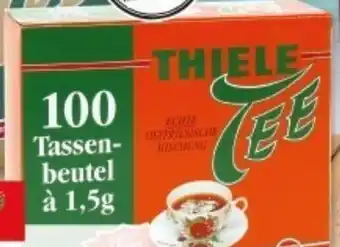 THIELE
TEE
100
Tassen-
beutel
à 1,5g
ECHTE
OSTFRIESISCHE
MISCHUNG